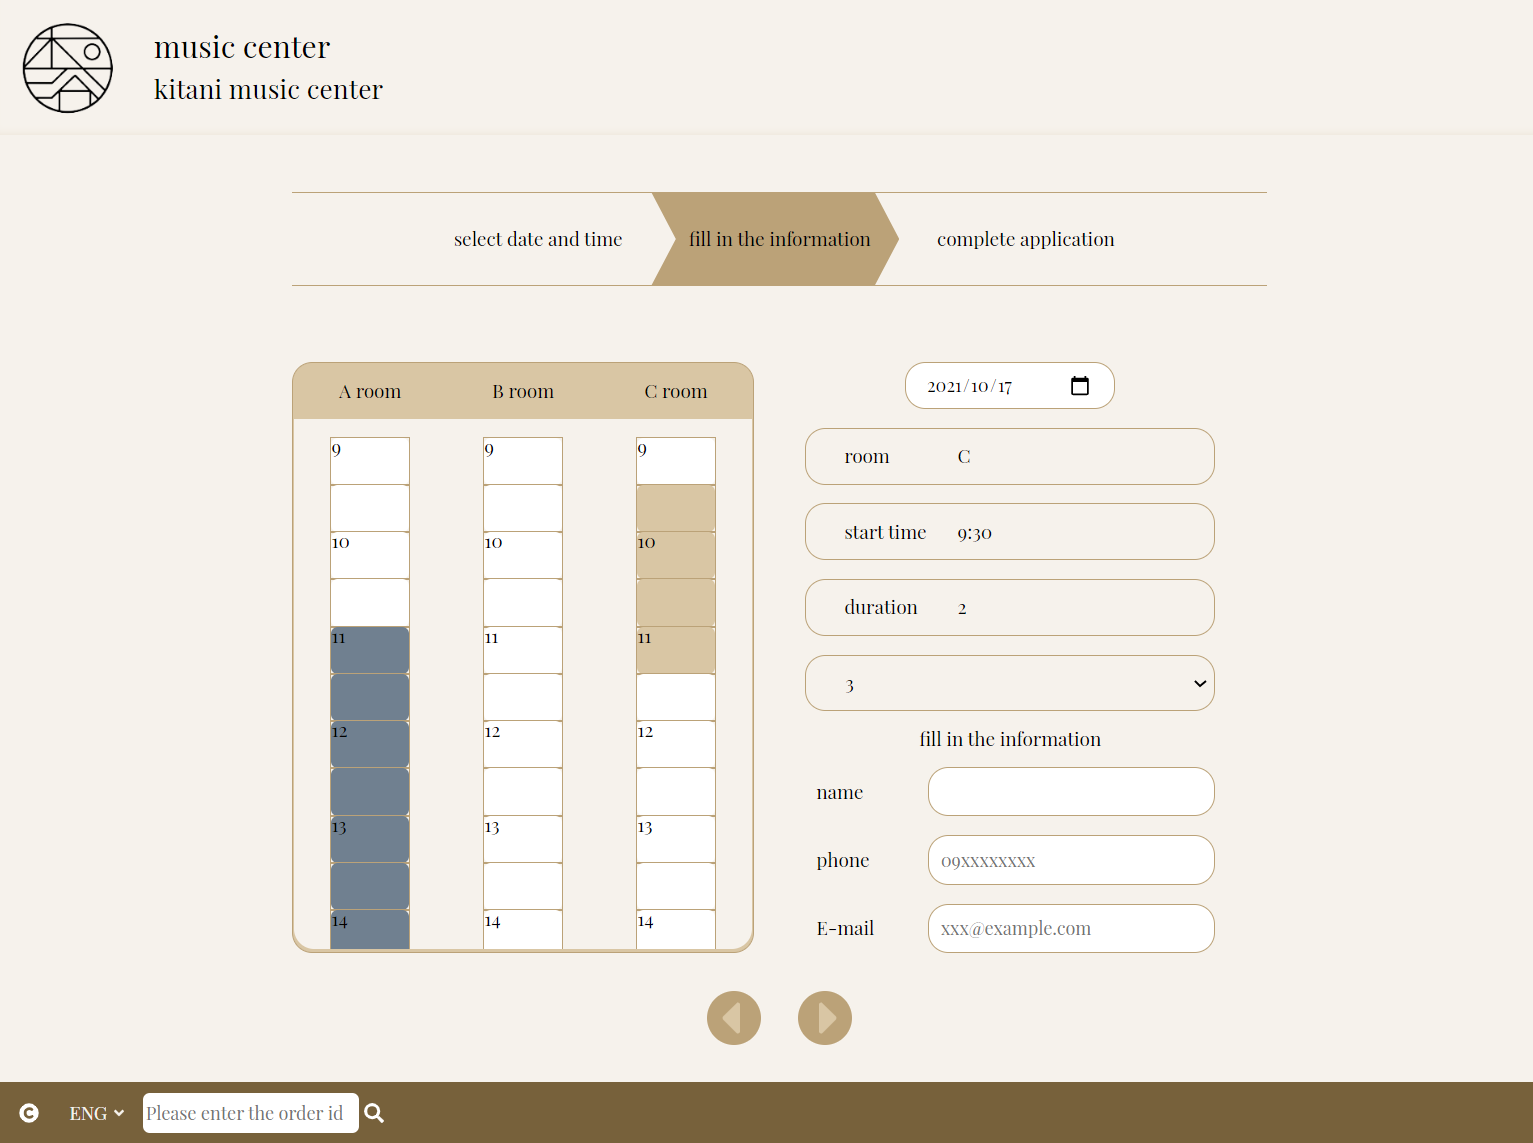 music center
kitani music center
select date and time
fill in the information
complete application
A room
B room
C room
9
9
9
10
10
10
11
11
11
12
12
12
13
13
13
14
14
14
2021/10/17
room C
start time 9:30
duration 2
3
fill in the information
name
phone 09xxxxxxxx
E-mail xxx@example.com
C ENG Please enter the order id